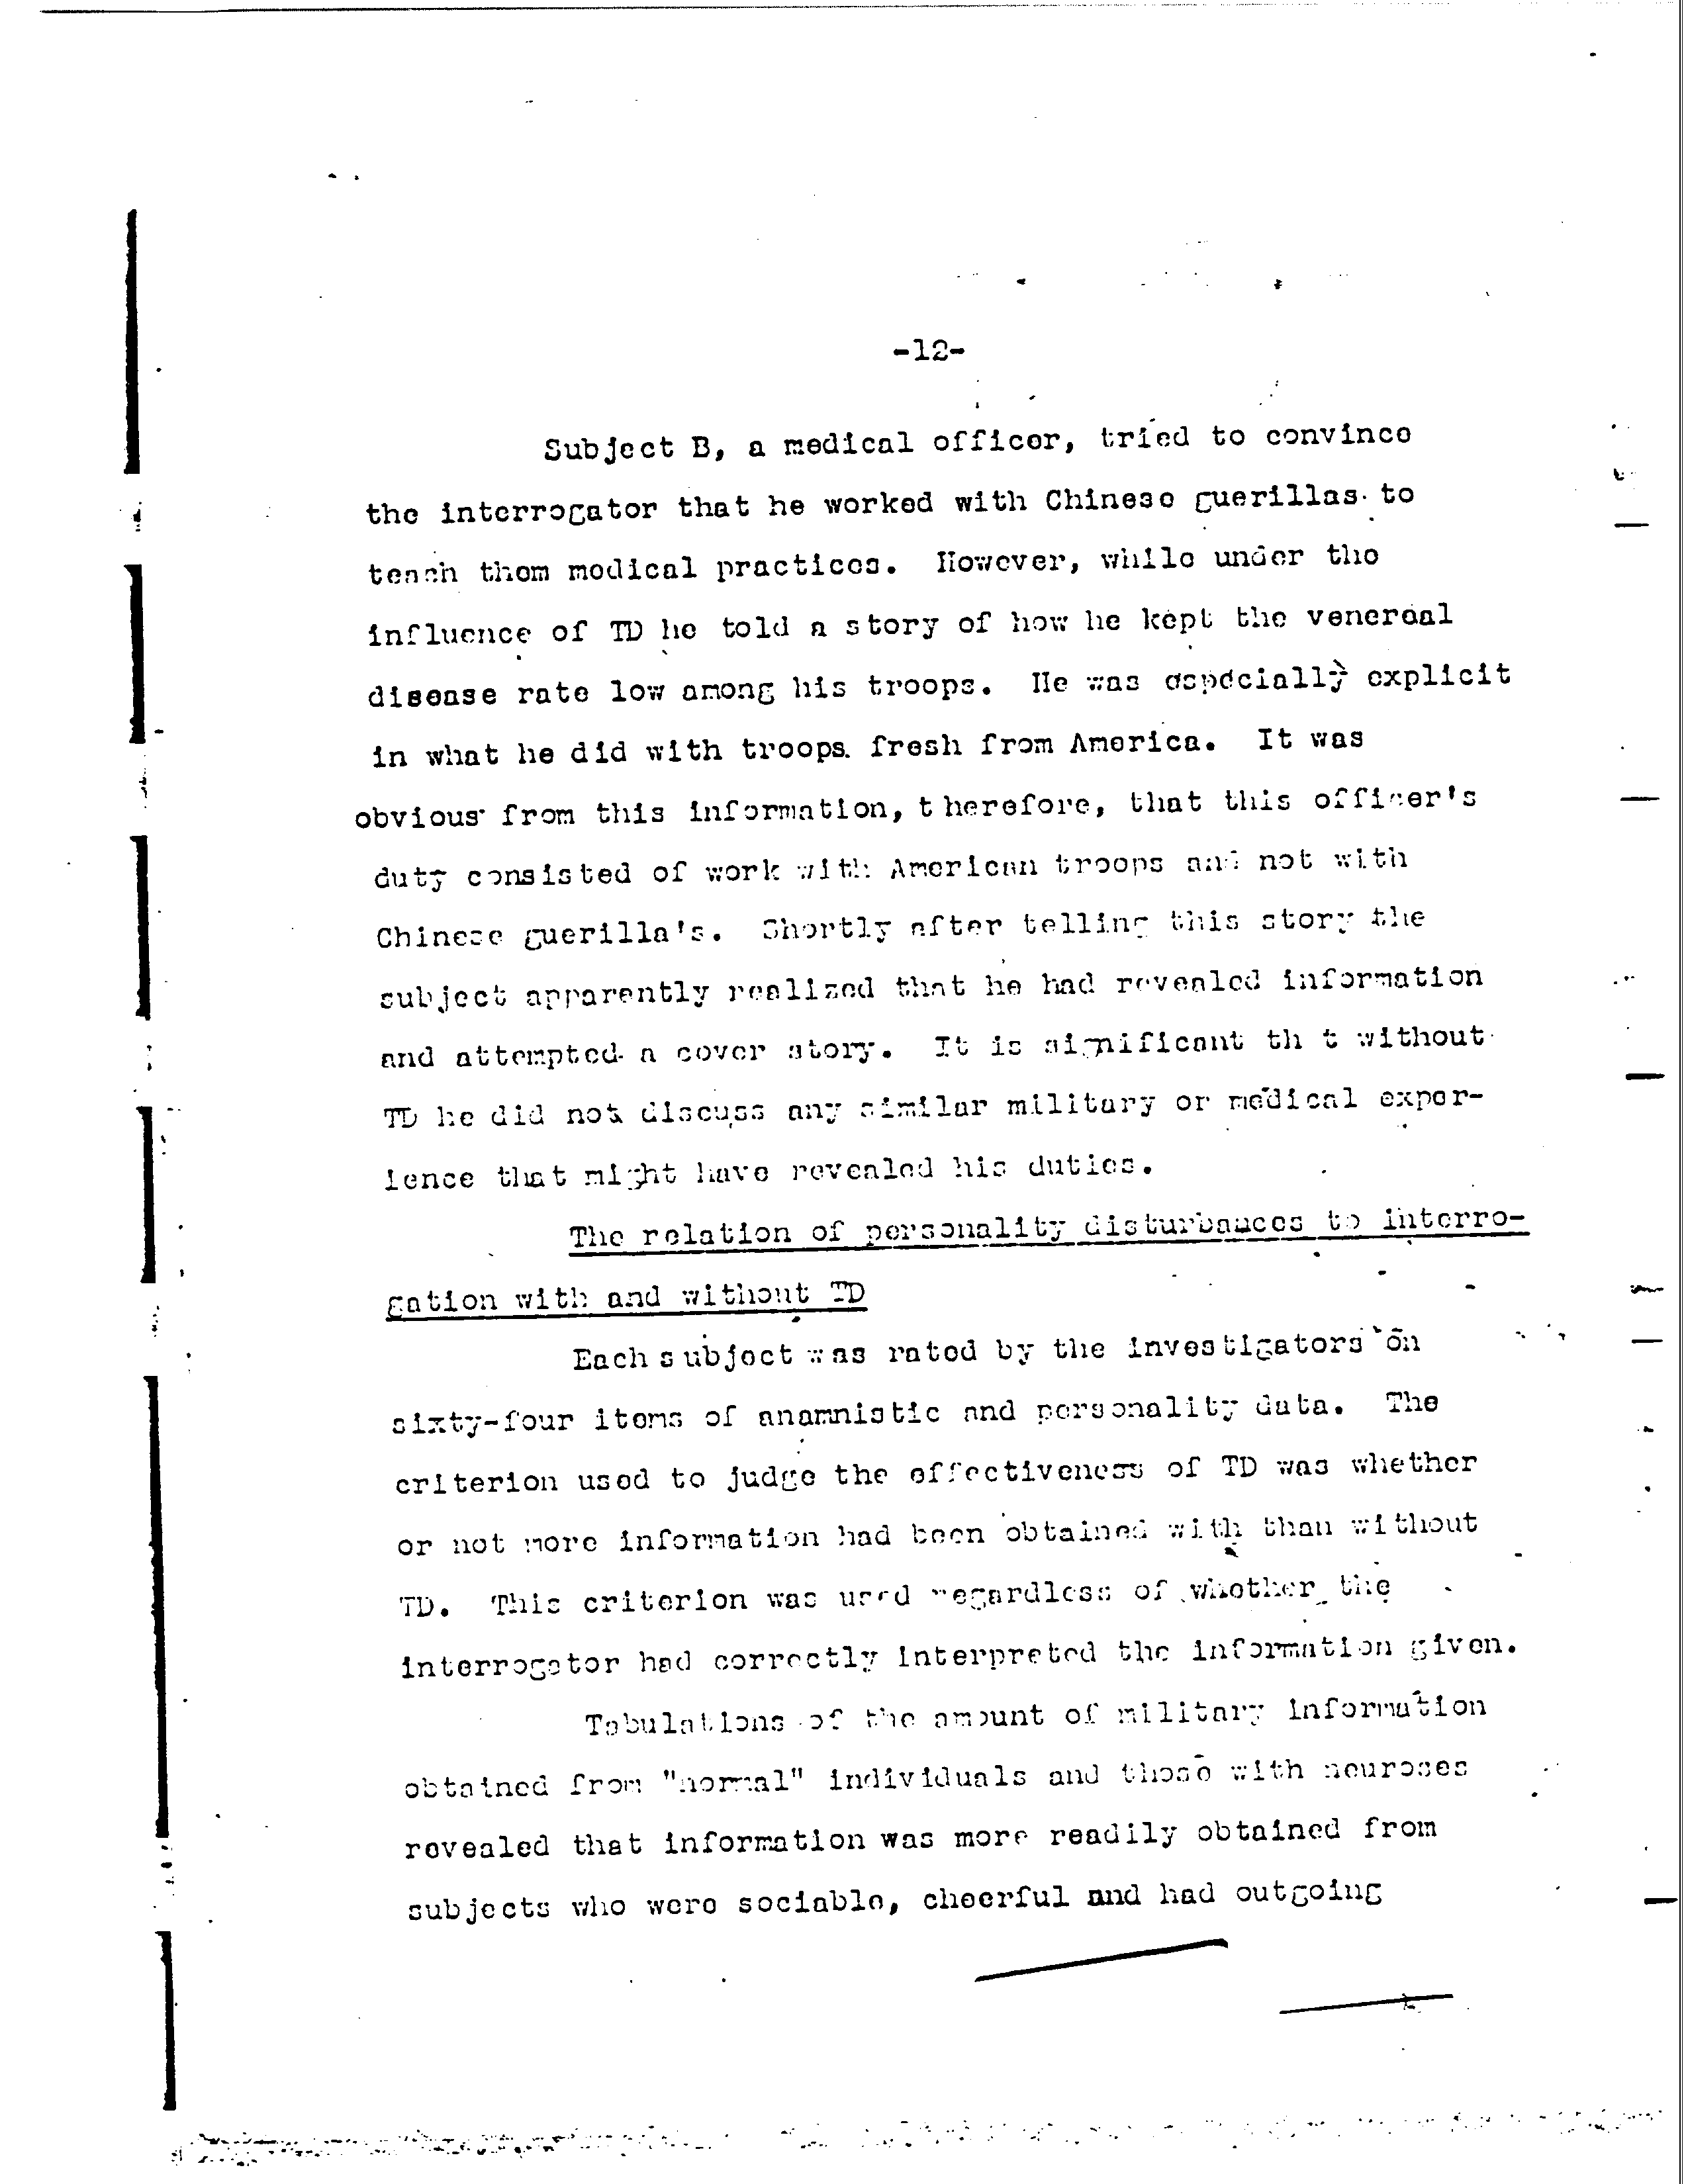 -12-
Subject B, a medical officer, tried to convince
the interrogator that he worked with Chinese guerillas to
teach them medical practices. However, while under the
influence of TD he told a story of how he kept the venereal
disease rate low among his troops. He was especially explicit
in what he did with troops fresh from America. It was
obvious from this information, therefore, that this officer's
duty consisted of work with American troops and not with
Chinese guerilla's. Shortly after telling this story the
subject apparently realized that he had revealed information
and attempted a cover story. It is significant th t without
TD he did not discuss any similar military or medical exper-
ience that might have revealed his duties.
The relation of personality disturbances to interro-
gation with and without TD
Each subject was rated by the investigators on
sixty-four items of anamnistic and personality data. The
criterion used to judge the effectiveness of TD was whether
or not more information had been obtained with than without
TD. This criterion was used regardless of whether the
interrogator had correctly interpreted the information given.
Tabulations of the amount of military information
obtained from "normal" individuals and those with neuroses
revealed that information was more readily obtained from
subjects who were sociable, cheerful and had outgoing